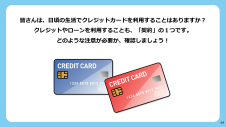 皆さんは、日頃の生活でクレジットカードを利用することはありますか？
クレジットやローンを利用することも、「契約」の１つです。
どのような注意が必要か、確認しましょう！
CREDIT CARD
CREDIT CARD